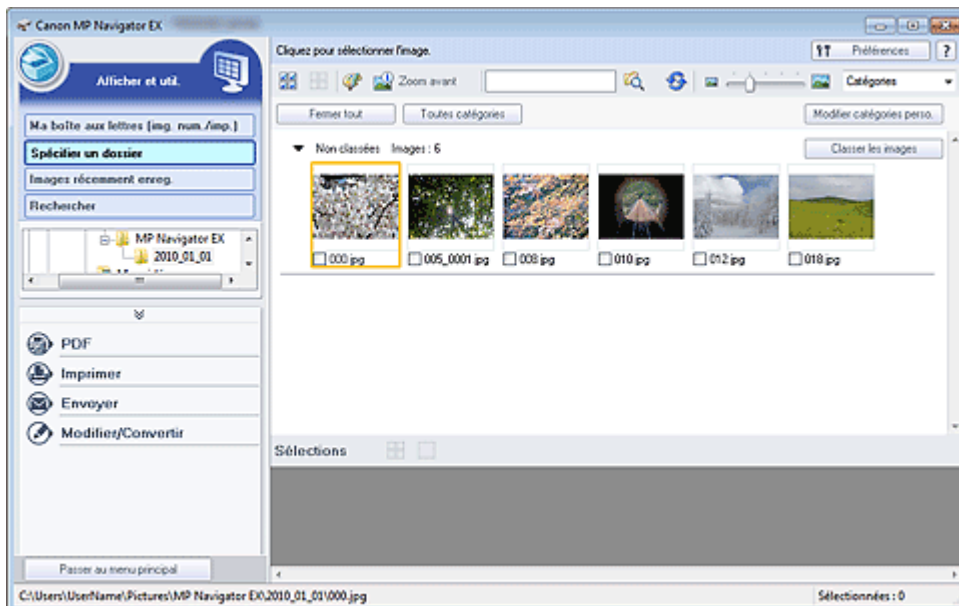 Canon MP Navigator EX
Afficher et util.
Cliquez pour sélectionner l'image.
Préférences
?
Zoom avant
Catégories
Fermer tout
Toutes catégories
Modifier catégories perso.
Ma boîte aux lettres (img. num./imp.)
Spécifier un dossier
Images récemment enreg.
Rechercher
Non classées Images : 6
Classer les images
MP Navigator EX
2010_01_01
000.jpg
005_0001.jpg
008.jpg
010.jpg
012.jpg
018.jpg
PDF
Imprimer
Envoyer
Modifier/Convertir
Sélections
Passer au menu principal
C:\Users\UserName\Pictures\MP Navigator EX\2010_01_01\000.jpg
Sélectionnées : 0